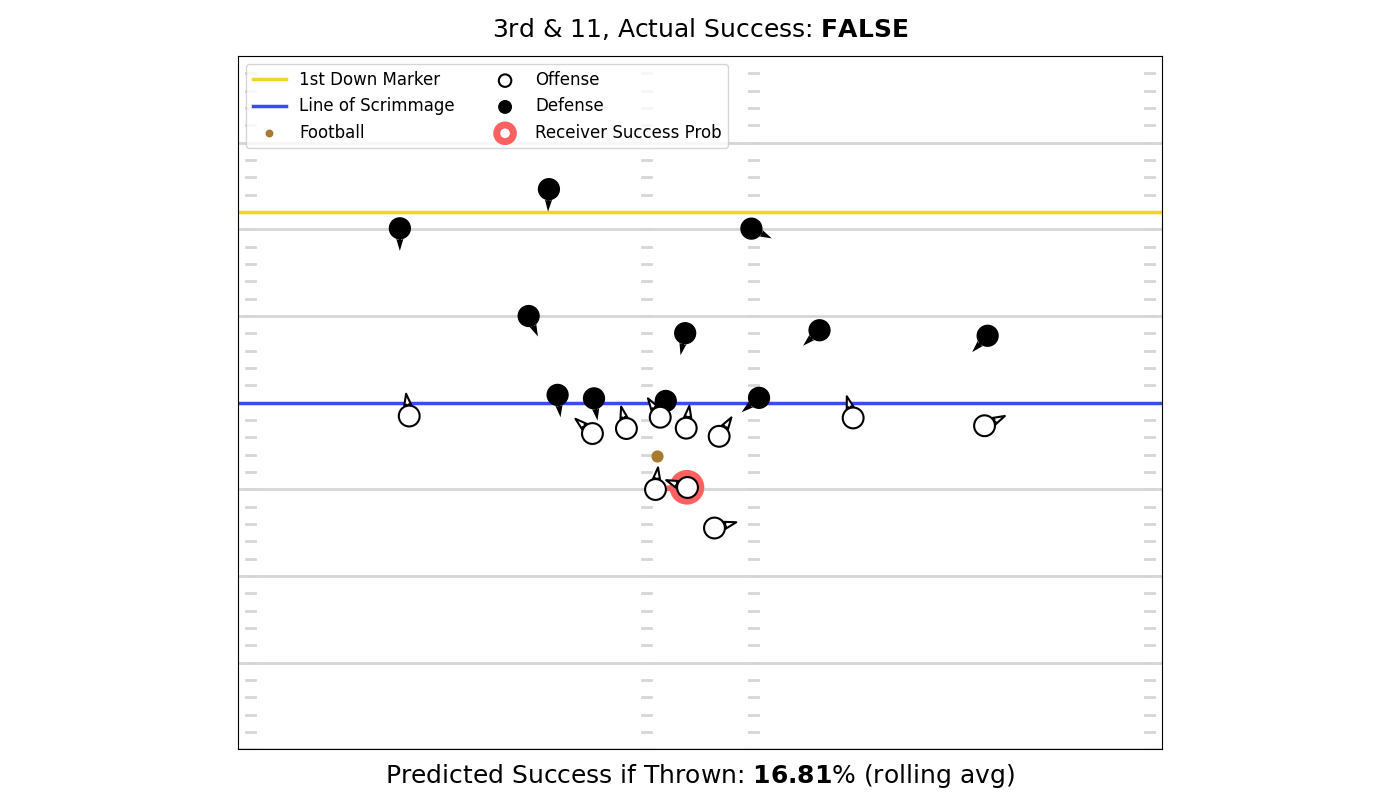 3rd & 11, Actual Success: FALSE
1st Down Marker
Line of Scrimmage
Football
Offense
Defense
Receiver Success Prob
Predicted Success if Thrown: 16.81% (rolling avg)